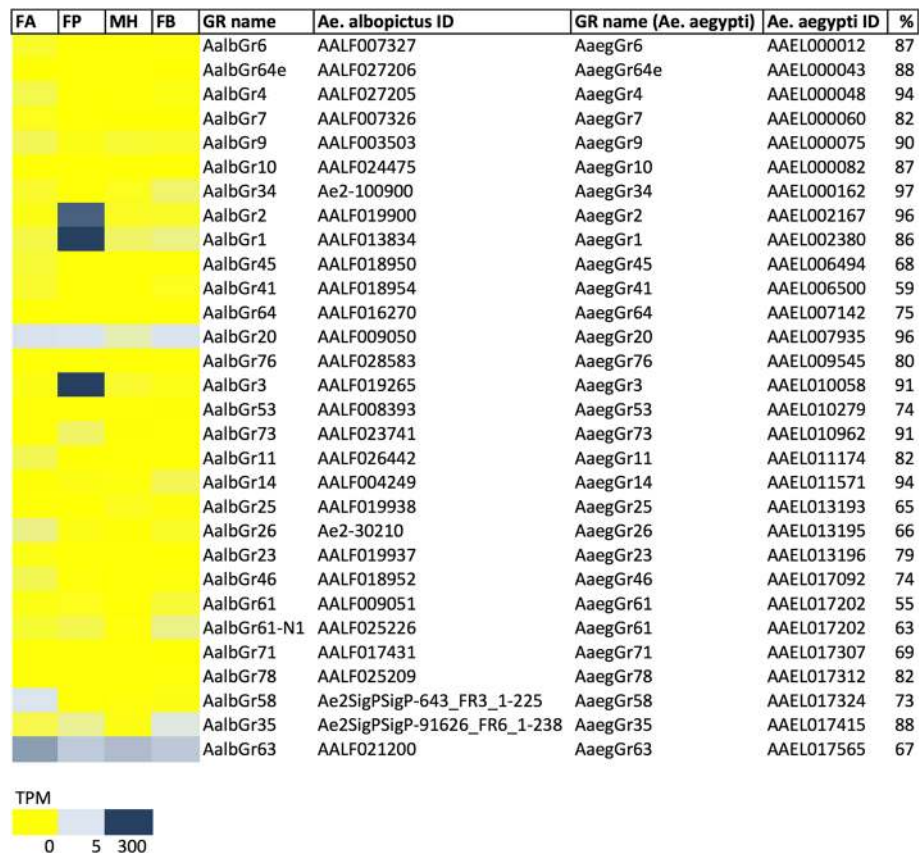 FA FP MH FB GR name Ae. albopictus ID GR name (Ae. aegypti) Ae. aegypti ID %
AalbGr6 AALF007327 AaegGr6 AAEL000012 87
AalbGr64e AALF027206 AaegGr64e AAEL000043 88
AalbGr4 AALF027205 AaegGr4 AAEL000048 94
AalbGr7 AALF007326 AaegGr7 AAEL000060 82
AalbGr9 AALF003503 AaegGr9 AAEL000075 90
AalbGr10 AALF024475 AaegGr10 AAEL000082 87
AalbGr34 Ae2-100900 AaegGr34 AAEL000162 97
AalbGr2 AALF019900 AaegGr2 AAEL002167 96
AalbGr1 AALF013834 AaegGr1 AAEL002380 86
AalbGr45 AALF018950 AaegGr45 AAEL006494 68
AalbGr41 AALF018954 AaegGr41 AAEL006500 59
AalbGr64 AALF016270 AaegGr64 AAEL007142 75
AalbGr20 AALF009050 AaegGr20 AAEL007935 96
AalbGr76 AALF028583 AaegGr76 AAEL009545 80
AalbGr3 AALF019265 AaegGr3 AAEL010058 91
AalbGr53 AALF008393 AaegGr53 AAEL010279 74
AalbGr73 AALF023741 AaegGr73 AAEL010962 91
AalbGr11 AALF026442 AaegGr11 AAEL011174 82
AalbGr14 AALF004249 AaegGr14 AAEL011571 94
AalbGr25 AALF019938 AaegGr25 AAEL013193 65
AalbGr26 Ae2-30210 AaegGr26 AAEL013195 66
AalbGr23 AALF019937 AaegGr23 AAEL013196 79
AalbGr46 AALF018952 AaegGr46 AAEL017092 74
AalbGr61 AALF009051 AaegGr61 AAEL017202 55
AalbGr61-N1 AALF025226 AaegGr61 AAEL017202 63
AalbGr71 AALF017431 AaegGr71 AAEL017307 69
AalbGr78 AALF025209 AaegGr78 AAEL017312 82
AalbGr58 Ae2SigPSigP-643_FR3_1-225 AaegGr58 AAEL017324 73
AalbGr35 Ae2SigPSigP-91626_FR6_1-238 AaegGr35 AAEL017415 88
AalbGr63 AALF021200 AaegGr63 AAEL017565 67
TPM
0 5 300